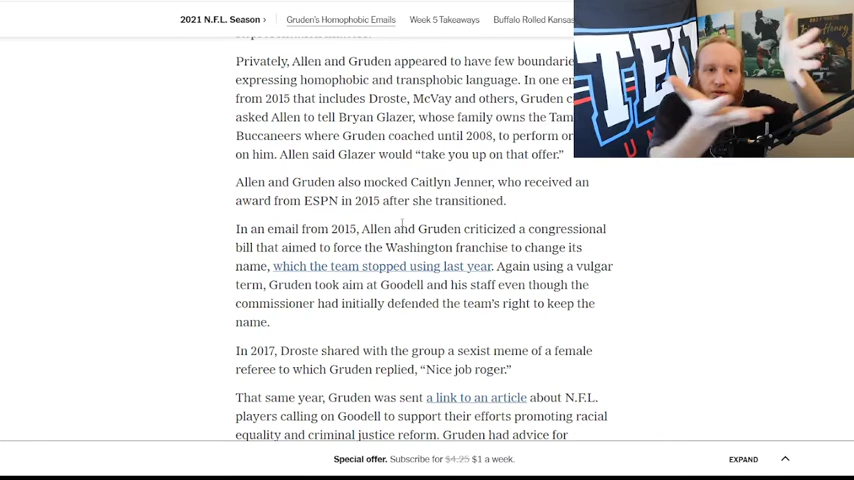 2021 N.F.L. Season › Gruden's Homophobic Emails Week 5 Takeaways Buffalo Rolled Kansas
Privately, Allen and Gruden appeared to have few boundaries
expressing homophobic and transphobic language. In one
from 2015 that includes Droste, McVay and others, Gruden
asked Allen to tell Bryan Glazer, whose family owns the
Buccaneers where Gruden coached until 2008, to perform
on him. Allen said Glazer would “take you up on that offer.”
Allen and Gruden also mocked Caitlyn Jenner, who received an
award from ESPN in 2015 after she transitioned.
In an email from 2015, Allen and Gruden criticized a congressional
bill that aimed to force the Washington franchise to change its
name, which the team stopped using last year. Again using a vulgar
term, Gruden took aim at Goodell and his staff even though the
commissioner had initially defended the team's right to keep the
name.
In 2017, Droste shared with the group a sexist meme of a female
referee to which Gruden replied, “Nice job roger.”
That same year, Gruden was sent a link to an article about N.F.L.
players calling on Goodell to support their efforts promoting racial
equality and criminal justice reform. Gruden had advice for
Special offer. Subscribe for $4.25 $1 a week.
EXPAND